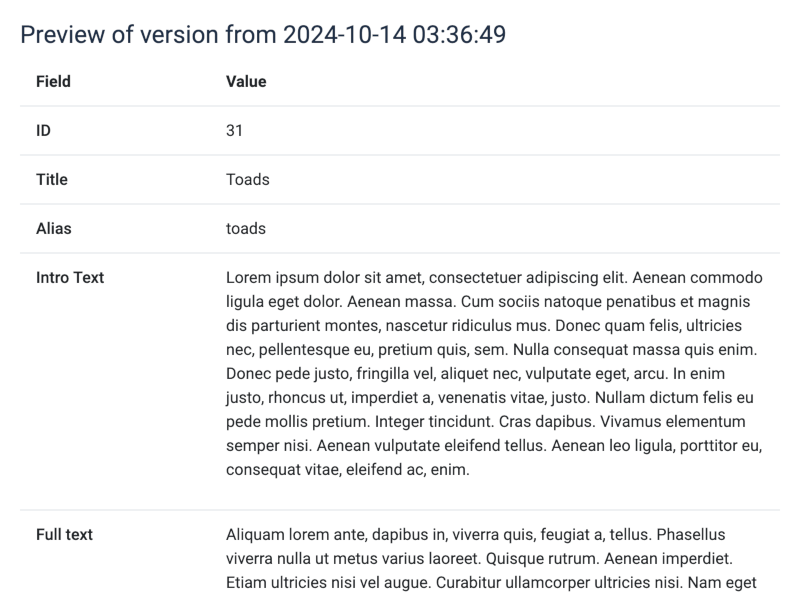 Preview of version from 2024-10-14 03:36:49
Field Value
ID 31
Title Toads
Alias toads
Intro Text Lorem ipsum dolor sit amet, consectetuer adipiscing elit. Aenean commodo
ligula eget dolor. Aenean massa. Cum sociis natoque penatibus et magnis
dis parturient montes, nascetur ridiculus mus. Donec quam felis, ultricies
nec, pellentesque eu, pretium quis, sem. Nulla consequat massa quis enim.
Donec pede justo, fringilla vel, aliquet nec, vulputate eget, arcu. In enim
justo, rhoncus ut, imperdiet a, venenatis vitae, justo. Nullam dictum felis eu
pede mollis pretium. Integer tincidunt. Cras dapibus. Vivamus elementum
semper nisi. Aenean vulputate eleifend tellus. Aenean leo ligula, porttitor eu,
consequat vitae, eleifend ac, enim.
Full text Aliquam lorem ante, dapibus in, viverra quis, feugiat a, tellus. Phasellus
viverra nulla ut metus varius laoreet. Quisque rutrum. Aenean imperdiet.
Etiam ultricies nisi vel augue. Curabitur ullamcorper ultricies nisi. Nam eget